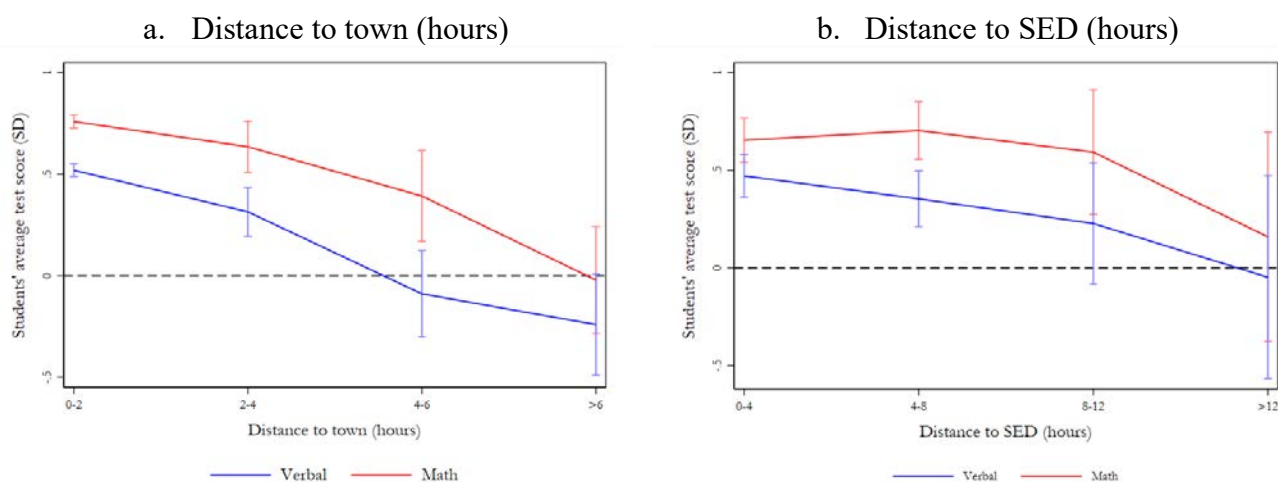 a. Distance to town (hours)
Students' average test score (SD)
1
.5
0
-.5
0-2 2-4 4-6 >6
Distance to town (hours)
Verbal Math
b. Distance to SED (hours)
Students' average test score (SD)
1
.5
0
-.5
0-4 4-8 8-12 >12
Distance to SED (hours)
Verbal Math